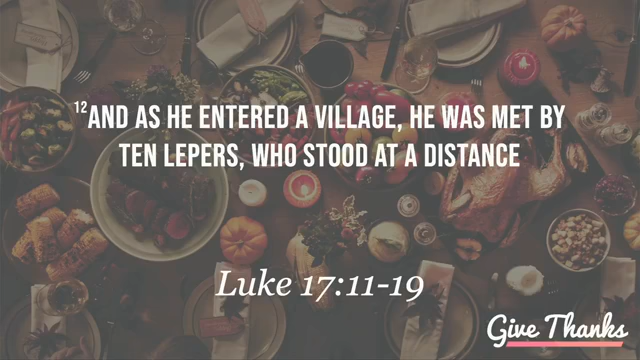 ¹²AND AS HE ENTERED A VILLAGE, HE WAS MET BY
TEN LEPERS, WHO STOOD AT A DISTANCE
Luke 17:11-19
Give Thanks